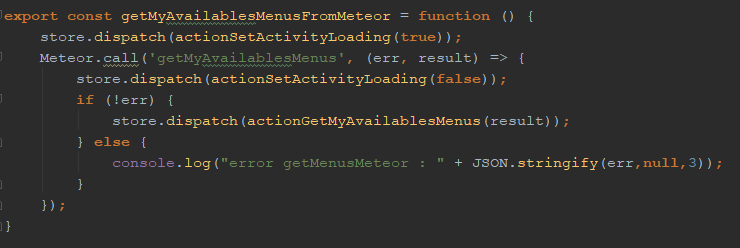 export const getMyAvailablesMenusFromMeteor = function () {
    store.dispatch(actionSetActivityLoading(true));
    Meteor.call('getMyAvailablesMenus', (err, result) => {
        store.dispatch(actionSetActivityLoading(false));
        if (!err) {
            store.dispatch(actionGetMyAvailablesMenus(result));
        } else {
            console.log("error getMenusMeteor : " + JSON.stringify(err,null,3));
        }
    });
}